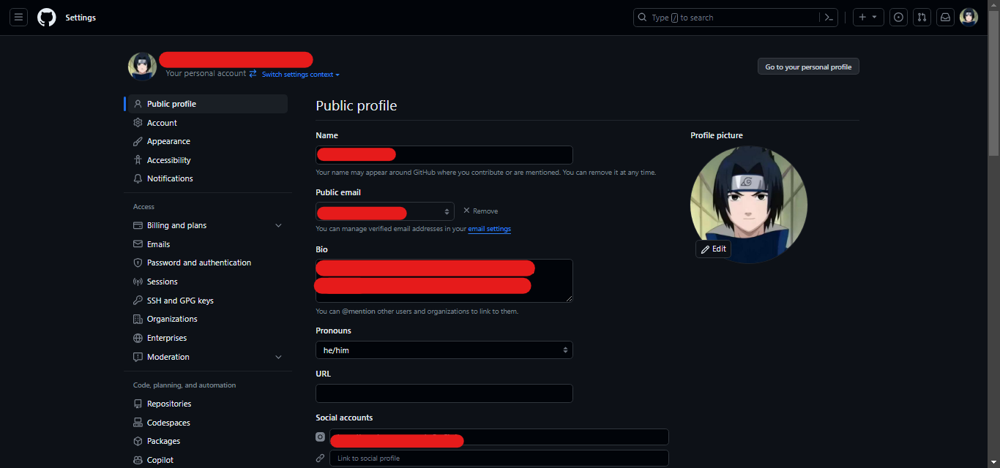 Settings
Type / to search
Your personal account Switch settings context
Go to your personal profile
Public profile
Account
Appearance
Accessibility
Notifications
Access
Billing and plans
Emails
Password and authentication
Sessions
SSH and GPG keys
Organizations
Enterprises
Moderation
Code, planning, and automation
Repositories
Codespaces
Packages
Copilot
Public profile
Name
Your name may appear around GitHub where you contribute or are mentioned. You can remove it at any time.
Public email
Remove
You can manage verified email addresses in your email settings
Bio
You can @mention other users and organizations to link to them.
Pronouns
he/him
URL
Social accounts
Link to social profile
Profile picture
Edit